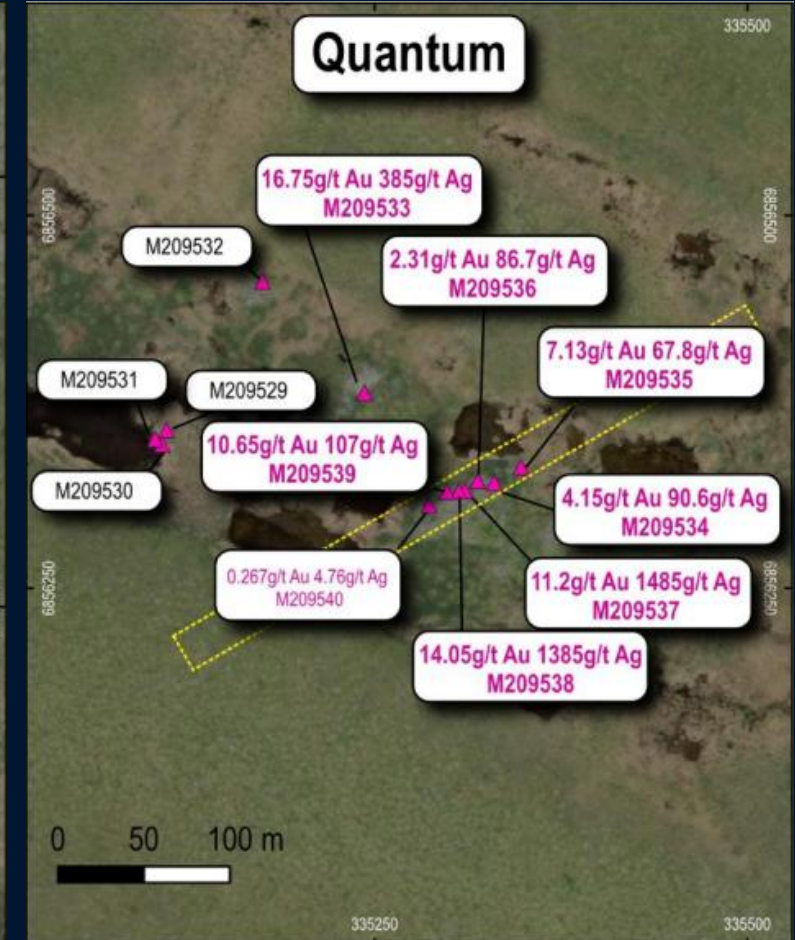 335500
Quantum
16.75g/t Au 385g/t Ag
M209533
6856500
6856500
M209532
2.31g/t Au 86.7g/t Ag
M209536
7.13g/t Au 67.8g/t Ag
M209535
M209531
M209529
10.65g/t Au 107g/t Ag
M209539
M209530
4.15g/t Au 90.6g/t Ag
M209534
0.267g/t Au 4.76g/t Ag
M209540
6856250
6856250
11.2g/t Au 1485g/t Ag
M209537
14.05g/t Au 1385g/t Ag
M209538
0 50 100 m
335250
335500